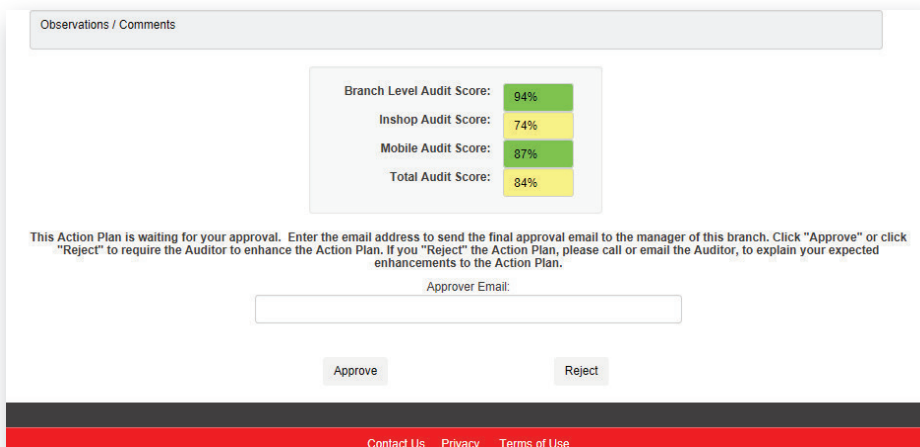 Observations / Comments
Branch Level Audit Score: 94%
Inshop Audit Score: 74%
Mobile Audit Score: 87%
Total Audit Score: 84%
This Action Plan is waiting for your approval.  Enter the email address to send the final approval email to the manager of this branch. Click "Approve" or click
"Reject" to require the Auditor to enhance the Action Plan. If you "Reject" the Action Plan, please call or email the Auditor, to explain your expected
enhancements to the Action Plan.
Approver Email:
Approve Reject
Contact Us Privacy Terms of Use